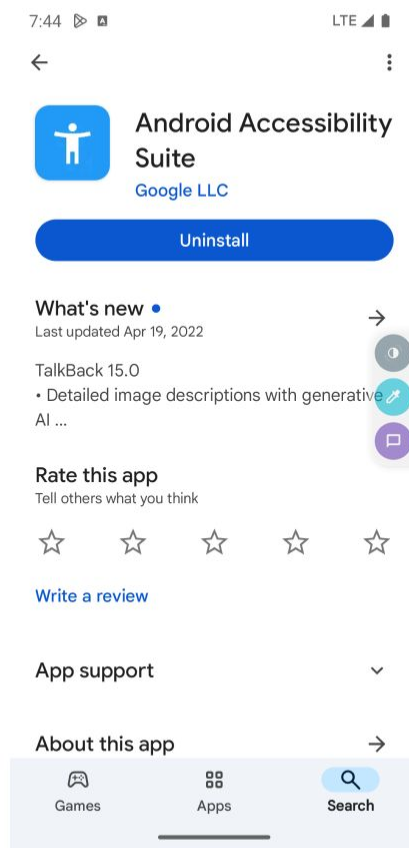 7:44
LTE
Android Accessibility
Suite
Google LLC
Uninstall
What's new •
Last updated Apr 19, 2022
TalkBack 15.0
• Detailed image descriptions with generative
AI ...
Rate this app
Tell others what you think
Write a review
App support
About this app
Games
Apps
Search